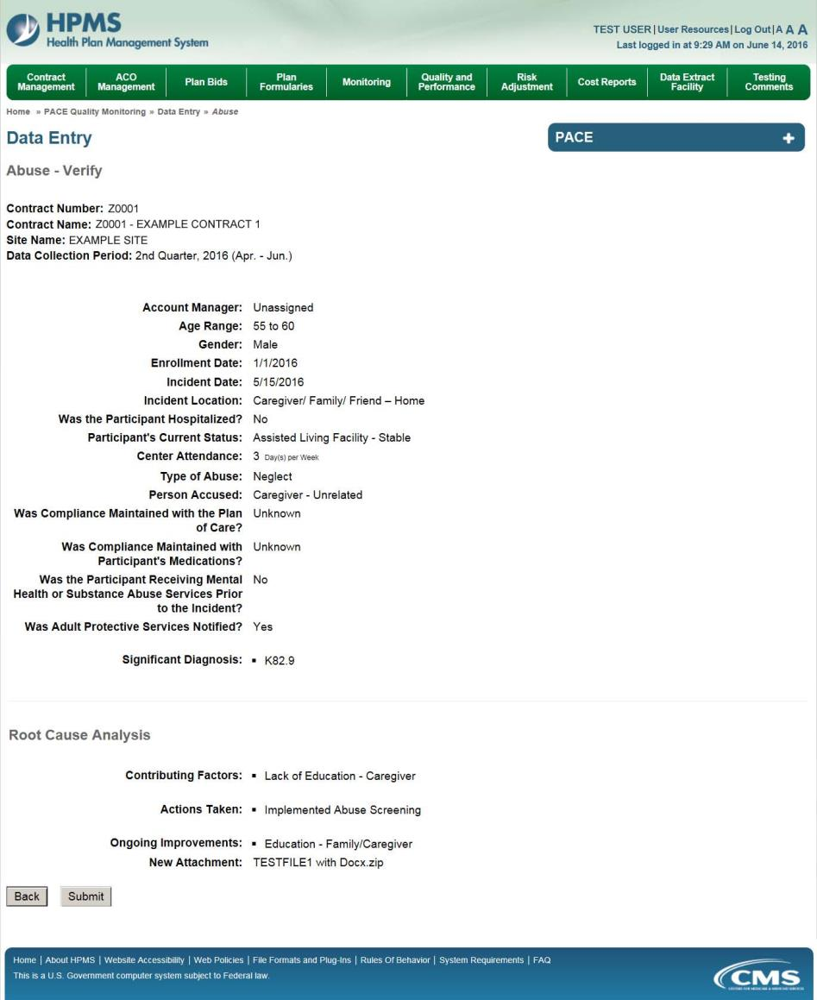 HPMS
Health Plan Management System
TEST USER | User Resources | Log Out | A A A
Last logged in at 9:29 AM on June 14, 2016
Contract Management
ACO Management
Plan Bids
Plan Formularies
Monitoring
Quality and Performance
Risk Adjustment
Cost Reports
Data Extract Facility
Testing Comments
Home » PACE Quality Monitoring » Data Entry » Abuse
Data Entry
PACE +
Abuse - Verify
Contract Number: Z0001
Contract Name: Z0001 - EXAMPLE CONTRACT 1
Site Name: EXAMPLE SITE
Data Collection Period: 2nd Quarter, 2016 (Apr. - Jun.)
Account Manager: Unassigned
Age Range: 55 to 60
Gender: Male
Enrollment Date: 1/1/2016
Incident Date: 5/15/2016
Incident Location: Caregiver/ Family/ Friend – Home
Was the Participant Hospitalized? No
Participant's Current Status: Assisted Living Facility - Stable
Center Attendance: 3 Day(s) per Week
Type of Abuse: Neglect
Person Accused: Caregiver - Unrelated
Was Compliance Maintained with the Plan Unknown
of Care?
Was Compliance Maintained with Unknown
Participant's Medications?
Was the Participant Receiving Mental No
Health or Substance Abuse Services Prior
to the Incident?
Was Adult Protective Services Notified? Yes
Significant Diagnosis: ▪ K82.9
Root Cause Analysis
Contributing Factors: ▪ Lack of Education - Caregiver
Actions Taken: ▪ Implemented Abuse Screening
Ongoing Improvements: ▪ Education - Family/Caregiver
New Attachment: TESTFILE1 with Docx.zip
Back Submit
Home | About HPMS | Website Accessibility | Web Policies | File Formats and Plug-Ins | Rules Of Behavior | System Requirements | FAQ
This is a U.S. Government computer system subject to Federal law.
CMS
CENTERS FOR MEDICARE & MEDICAID SERVICES